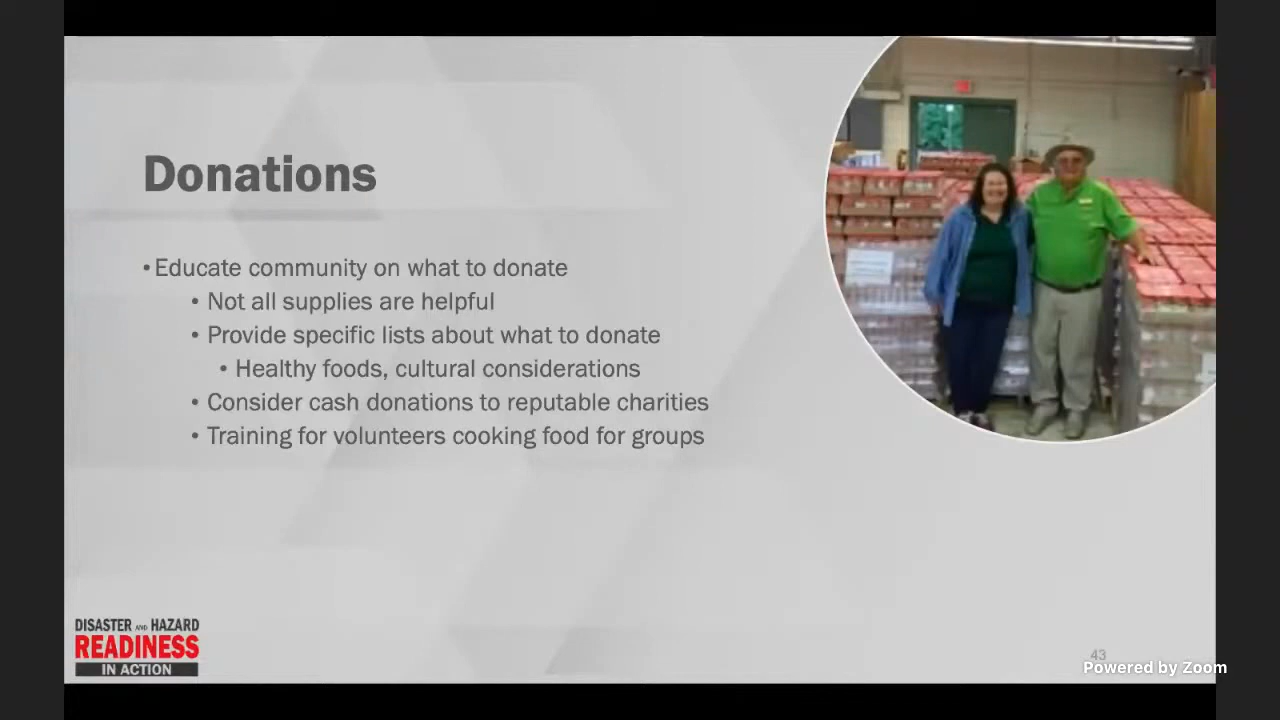 Donations
• Educate community on what to donate
• Not all supplies are helpful
• Provide specific lists about what to donate
• Healthy foods, cultural considerations
• Consider cash donations to reputable charities
• Training for volunteers cooking food for groups
DISASTER AND HAZARD
READINESS
IN ACTION
43
Powered by Zoom